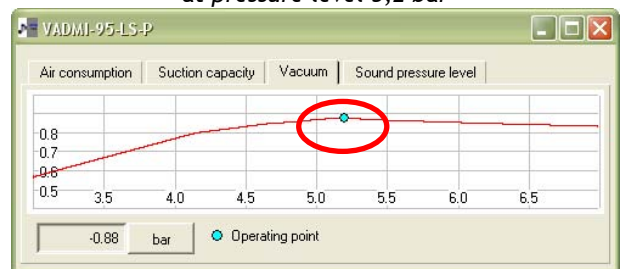 at pressure level 5,2 bar
VADMI-95-LS-P
Air consumption Suction capacity Vacuum Sound pressure level
0.8
0.7
0.6
0.5
3.5 4.0 4.5 5.0 5.5 6.0 6.5
-0.88 bar Operating point